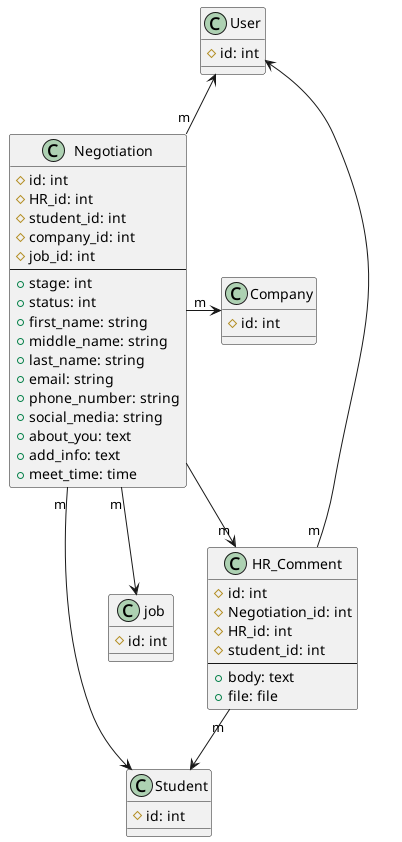 C User
id: int
m
C Negotiation
id: int
HR_id: int
student_id: int
company_id: int
job_id: int
stage: int
status: int
first_name: string
middle_name: string
last_name: string
email: string
phone_number: string
social_media: string
about_you: text
add_info: text
meet_time: time
m
C Company
id: int
m
m
m
m
C HR_Comment
id: int
Negotiation_id: int
HR_id: int
student_id: int
body: text
file: file
C job
id: int
m
C Student
id: int